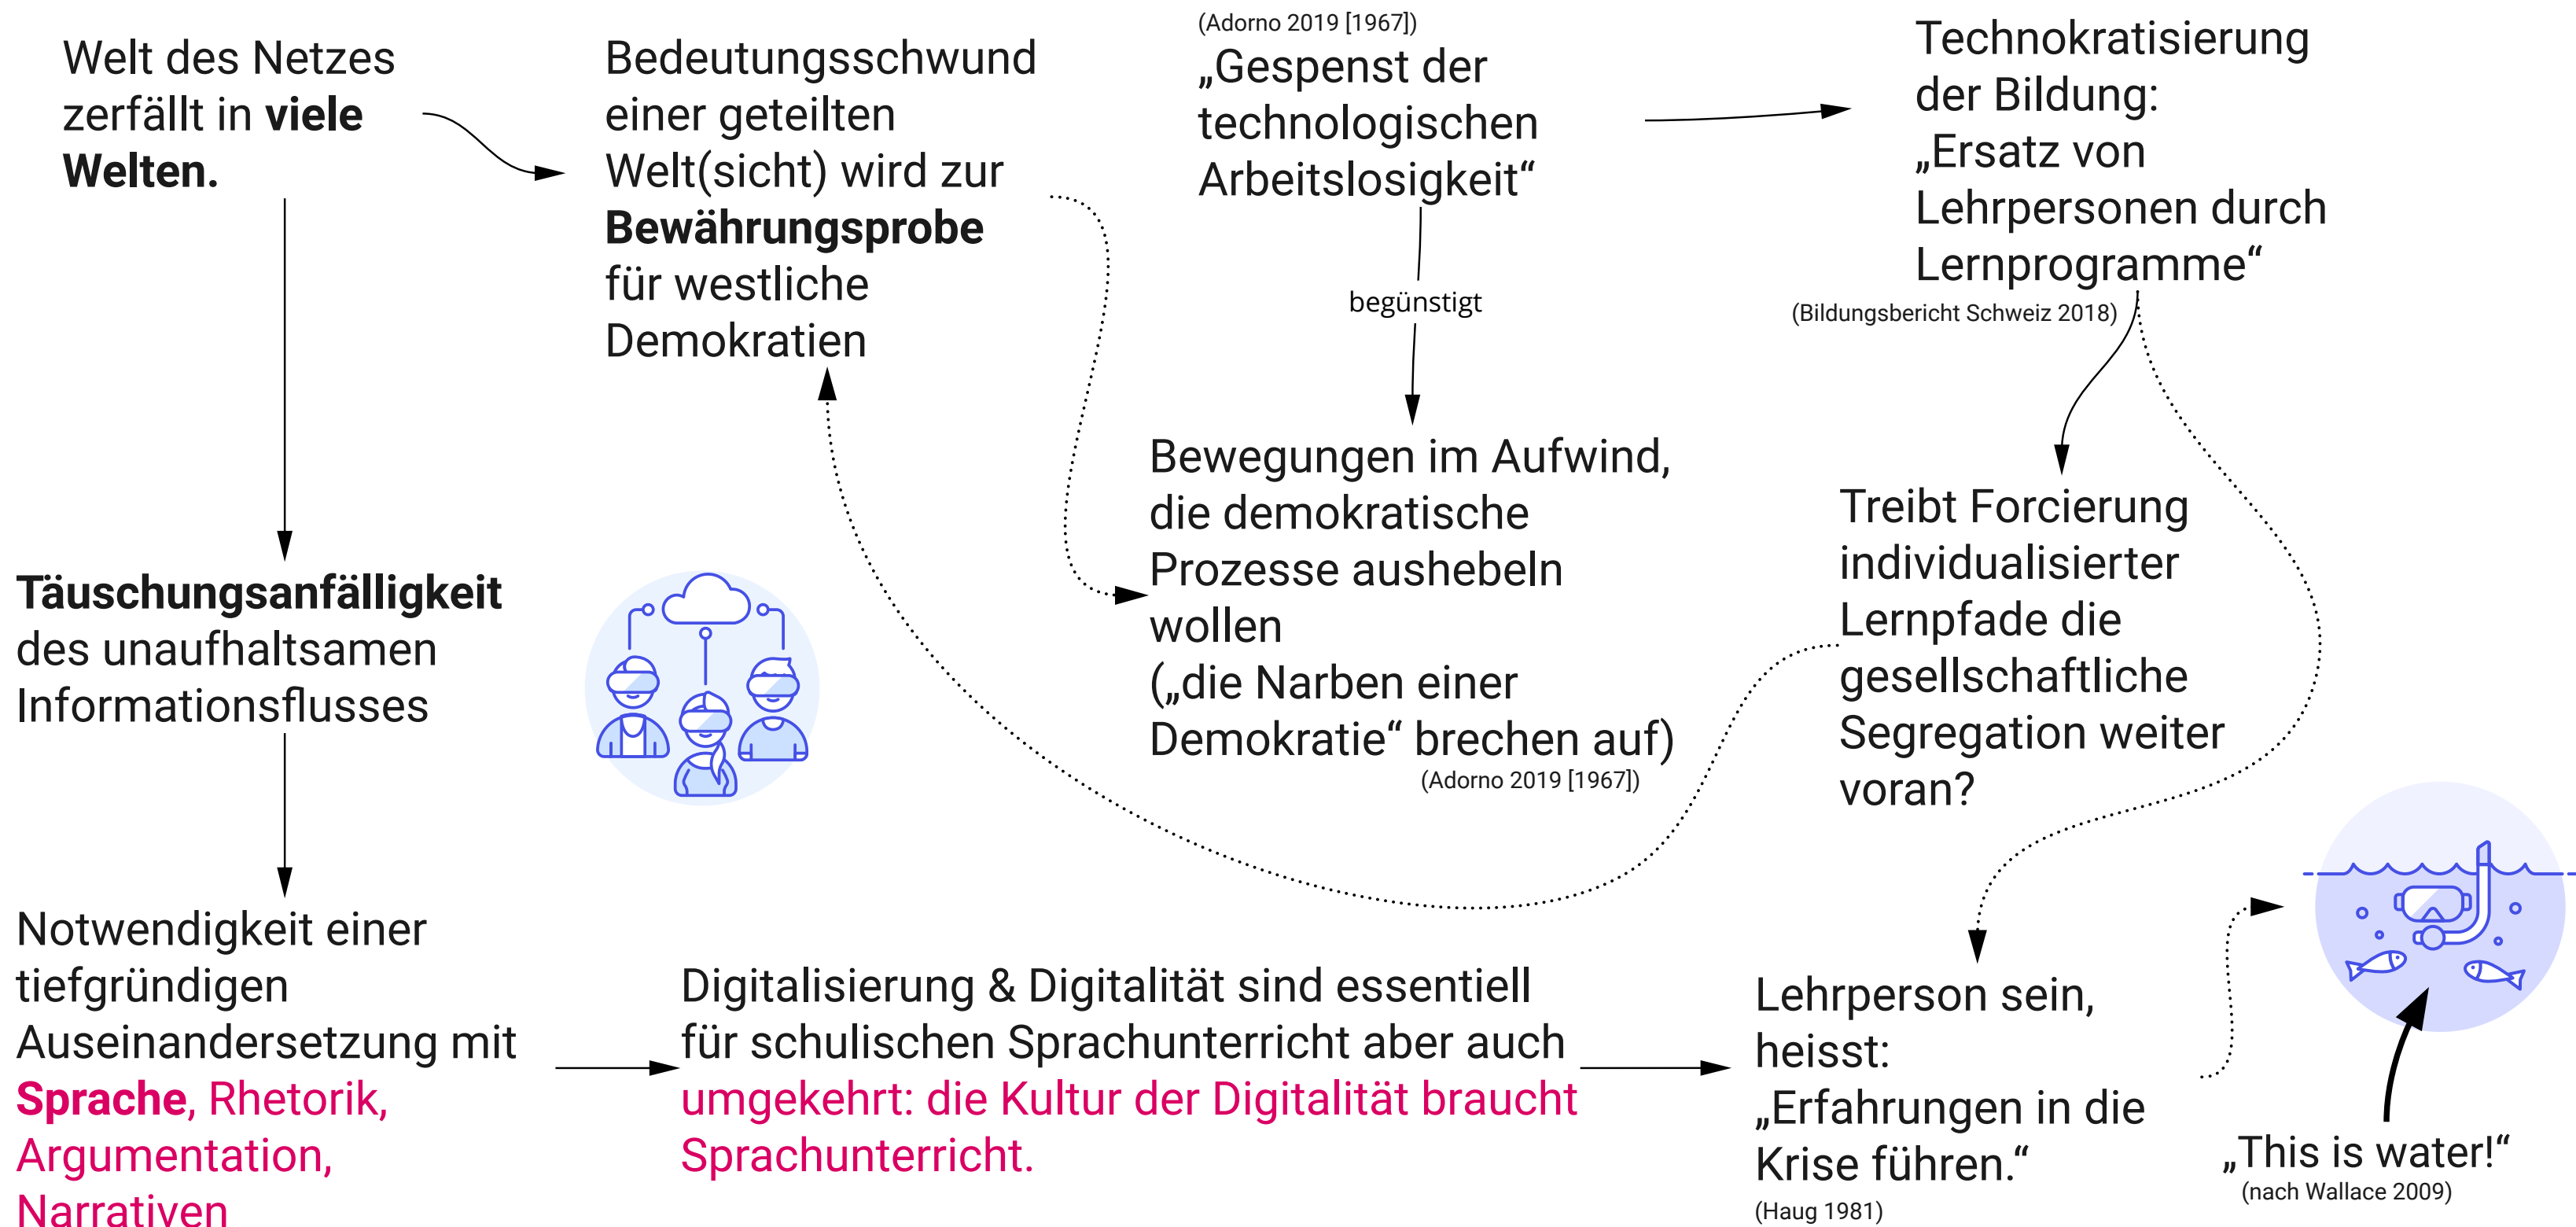 Welt des Netzes
zerfällt in viele
Welten.
Bedeutungsschwund
einer geteilten
Welt(sicht) wird zur
Bewährungsprobe
für westliche
Demokratien
(Adorno 2019 [1967])
„Gespenst der
technologischen
Arbeitslosigkeit“
Technokratisierung
der Bildung:
„Ersatz von
Lehrpersonen durch
Lernprogramme“
(Bildungsbericht Schweiz 2018)
begünstigt
Bewegungen im Aufwind,
die demokratische
Prozesse aushebeln
wollen
(„die Narben einer
Demokratie“ brechen auf)
(Adorno 2019 [1967])
Treibt Forcierung
individualisierter
Lernpfade die
gesellschaftliche
Segregation weiter
voran?
Täuschungsanfälligkeit
des unaufhaltsamen
Informationsflusses
Notwendigkeit einer
tiefgründigen
Auseinandersetzung mit
Sprache, Rhetorik,
Argumentation,
Narrativen
Digitalisierung & Digitalität sind essentiell
für schulischen Sprachunterricht aber auch
umgekehrt: die Kultur der Digitalität braucht
Sprachunterricht.
Lehrperson sein,
heisst:
„Erfahrungen in die
Krise führen.“
(Haug 1981)
„This is water!“
(nach Wallace 2009)